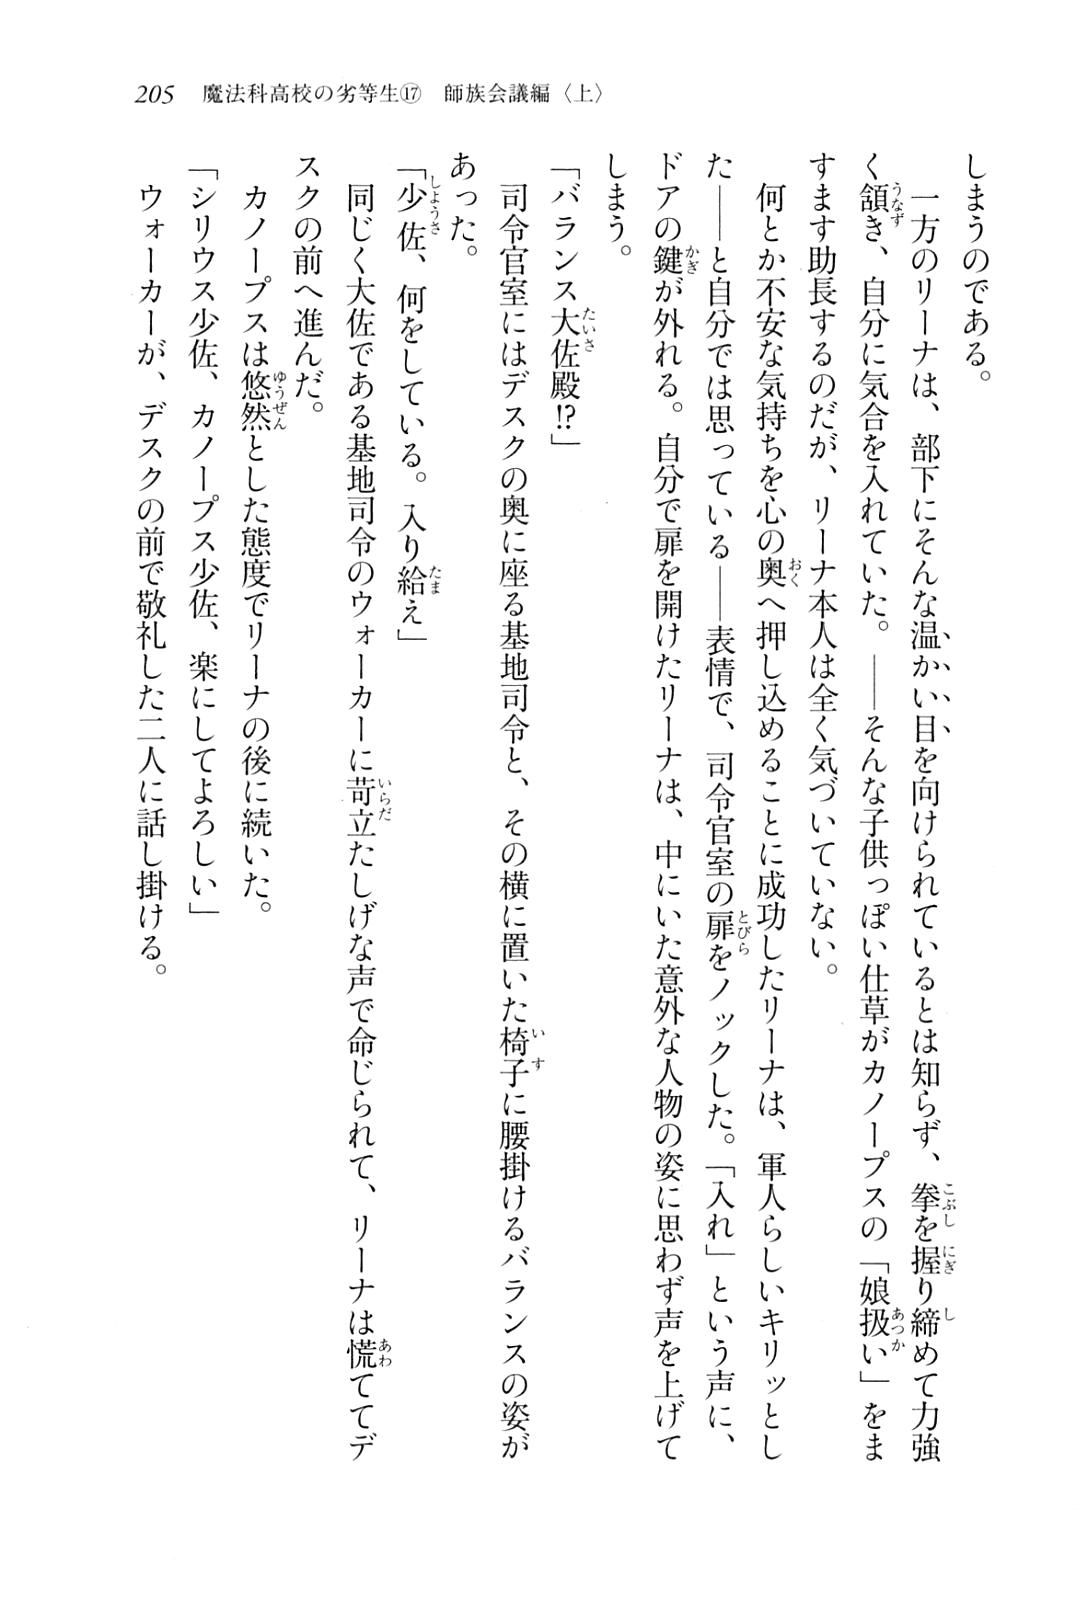 205　魔法科高校の劣等生⑰　師族会議編〈上〉
しまうのである。
　一方のリーナは、部下にそんな温かい目を向けられているとは知らず、拳を握り締めて力強
く頷き、自分に気合を入れていた。――そんな子供っぽい仕草がカノープスの「娘扱い」をま
すます助長するのだが、リーナ本人は全く気づいていない。
　何とか不安な気持ちを心の奥へ押し込めることに成功したリーナは、軍人らしいキリッとし
た――と自分では思っている――表情で、司令官室の扉をノックした。「入れ」という声に、
ドアの鍵が外れる。自分で扉を開けたリーナは、中にいた意外な人物の姿に思わず声を上げて
しまう。
「バランス大佐殿!?」
　司令官室にはデスクの奥に座る基地司令と、その横に置いた椅子に腰掛けるバランスの姿が
あった。
「少佐、何をしている。入り給え」
　同じく大佐である基地司令のウォーカーに苛立たしげな声で命じられて、リーナは慌ててデ
スクの前へ進んだ。
　カノープスは悠然とした態度でリーナの後に続いた。
「シリウス少佐、カノープス少佐、楽にしてよろしい」
　ウォーカーが、デスクの前で敬礼した二人に話し掛ける。